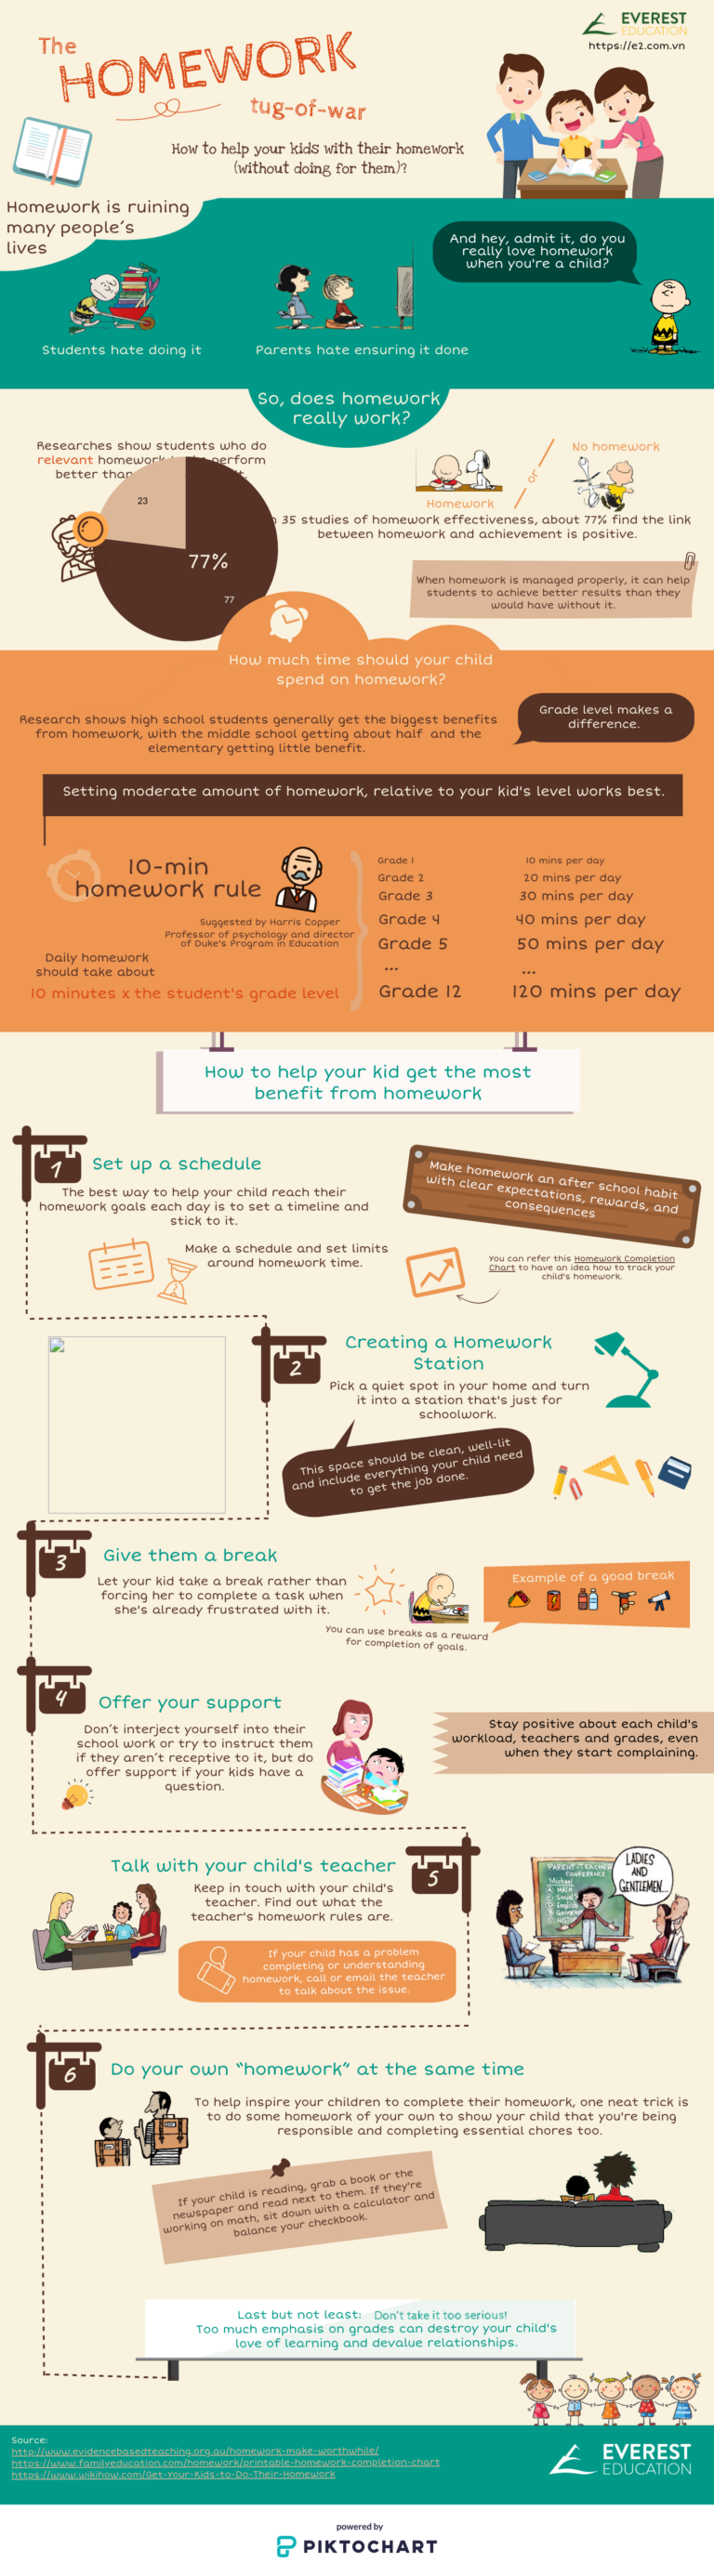 EVEREST
EDUCATION
https://e2.com.vn
The
HOMEWORK
tug-of-war
How to help your kids with their homework
(without doing for them)?
Homework is ruining
many people's
lives
And hey, admit it, do you
really love homework
when you're a child?
Students hate doing it
Parents hate ensuring it done
So, does homework
really work?
Researches show students who do
relevant homework perform
better than
23
77%
77
Homework
or
No homework
35 studies of homework effectiveness, about 77% find the link
between homework and achievement is positive.
When homework is managed properly, it can help
students to achieve better results than they
would have without it.
How much time should your child
spend on homework?
Research shows high school students generally get the biggest benefits
from homework, with the middle school getting about half and the
elementary getting little benefit.
Grade level makes a
difference.
Setting moderate amount of homework, relative to your kid's level works best.
10-min
homework rule
Suggested by Harris Copper
Professor of psychology and director
of Duke's Program in Education
Daily homework
should take about
10 minutes x the student's grade level
Grade 1 10 mins per day
Grade 2 20 mins per day
Grade 3 30 mins per day
Grade 4 40 mins per day
Grade 5 50 mins per day
... ...
Grade 12 120 mins per day
How to help your kid get the most
benefit from homework
1
Set up a schedule
The best way to help your child reach their
homework goals each day is to set a timeline and
stick to it.
Make a schedule and set limits
around homework time.
Make homework an after school habit
with clear expectations, rewards, and
consequences
You can refer this Homework Completion
Chart to have an idea how to track your
child's homework.
2
Creating a Homework
Station
Pick a quiet spot in your home and turn
it into a station that's just for
schoolwork.
This space should be clean, well-lit
and include everything your child need
to get the job done.
3
Give them a break
Let your kid take a break rather than
forcing her to complete a task when
she's already frustrated with it.
You can use breaks as a reward
for completion of goals.
Example of a good break
4
Offer your support
Don't interject yourself into their
school work or try to instruct them
if they aren't receptive to it, but do
offer support if your kids have a
question.
Stay positive about each child's
workload, teachers and grades, even
when they start complaining.
5
Talk with your child's teacher
Keep in touch with your child's
teacher. Find out what the
teacher's homework rules are.
If your child has a problem
completing or understanding
homework, call or email the teacher
to talk about the issue.
PARENT-TEACHER
CONFERENCE
Michael
LADIES
AND
GENTLEMEN...
6
Do your own "homework" at the same time
To help inspire your children to complete their homework, one neat trick is
to do some homework of your own to show your child that you're being
responsible and completing essential chores too.
If your child is reading, grab a book or the
newspaper and read next to them. If they're
working on math, sit down with a calculator and
balance your checkbook.
Last but not least: Don't take it too serious!
Too much emphasis on grades can destroy your child's
love of learning and devalue relationships.
Source:
http://www.evidencebasedteaching.org.au/homework-make-worthwhile/
https://www.familyeducation.com/homework/printable-homework-completion-chart
https://www.wikihow.com/Get-Your-Kids-to-Do-Their-Homework
EVEREST
EDUCATION
powered by
PIKTOCHART